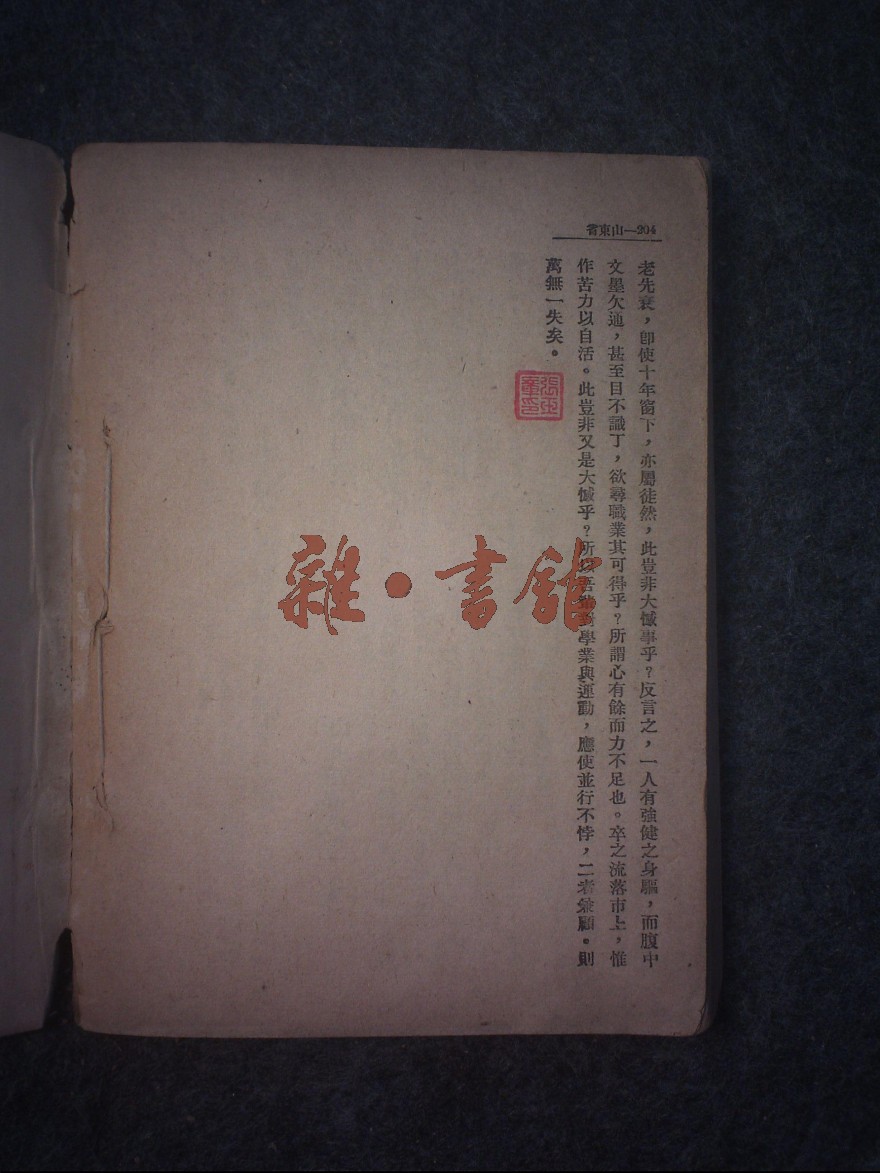 省東山—204
老先衰，卽使十年窗下，亦屬徒然，此豈非大憾事乎？反言之，一人有強健之身軀，而腹中
文墨欠通，甚至目不識丁，欲尋職業其可得乎？所謂心有餘而力不足也。卒之流落市上，惟
作苦力以自活。此豈非又是大憾乎？所以吾對學業與運動，應使並行不悖，二者兼顧。則
萬無一失矣。
雜·書館